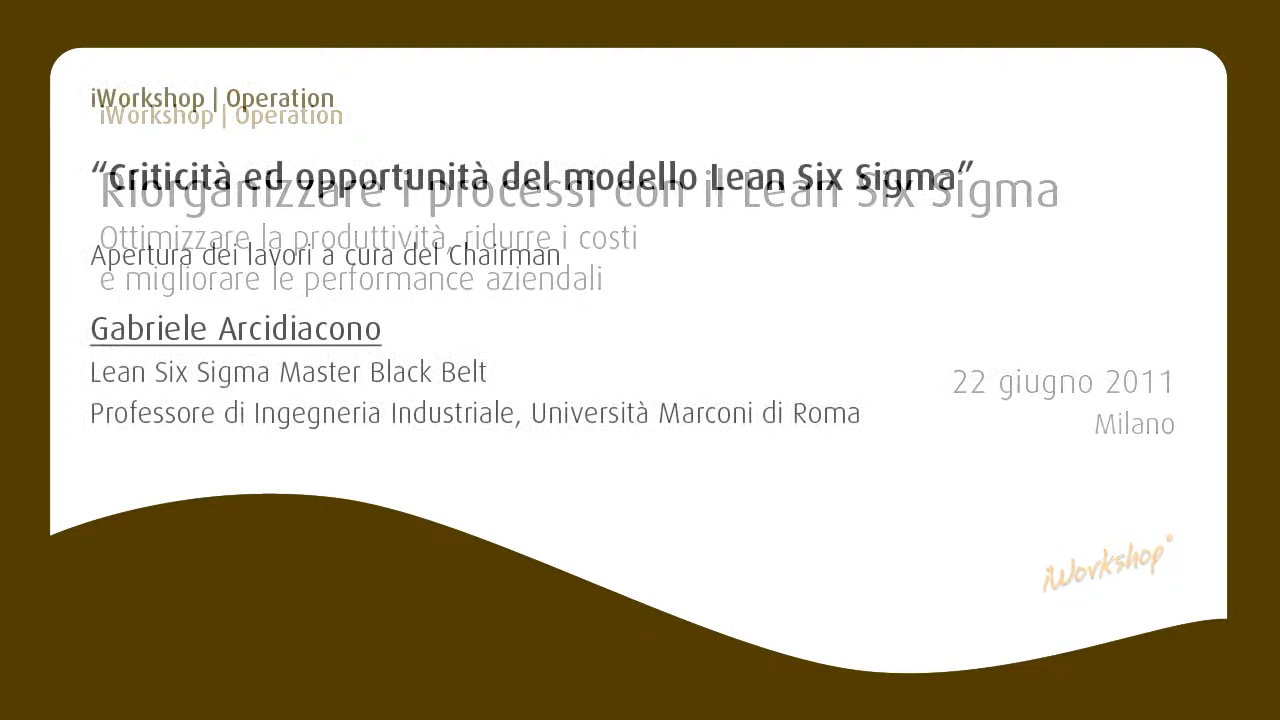 iWorkshop | Operation
iWorkshop | Operation
“Criticità ed opportunità del modello Lean Six Sigma”
Riorganizzare i processi con il Lean Six Sigma
Ottimizzare la produttività, ridurre i costi
Apertura dei lavori a cura del Chairman
e migliorare le performance aziendali
Gabriele Arcidiacono
Lean Six Sigma Master Black Belt
22 giugno 2011
Professore di Ingegneria Industriale, Università Marconi di Roma
Milano
iWorkshop